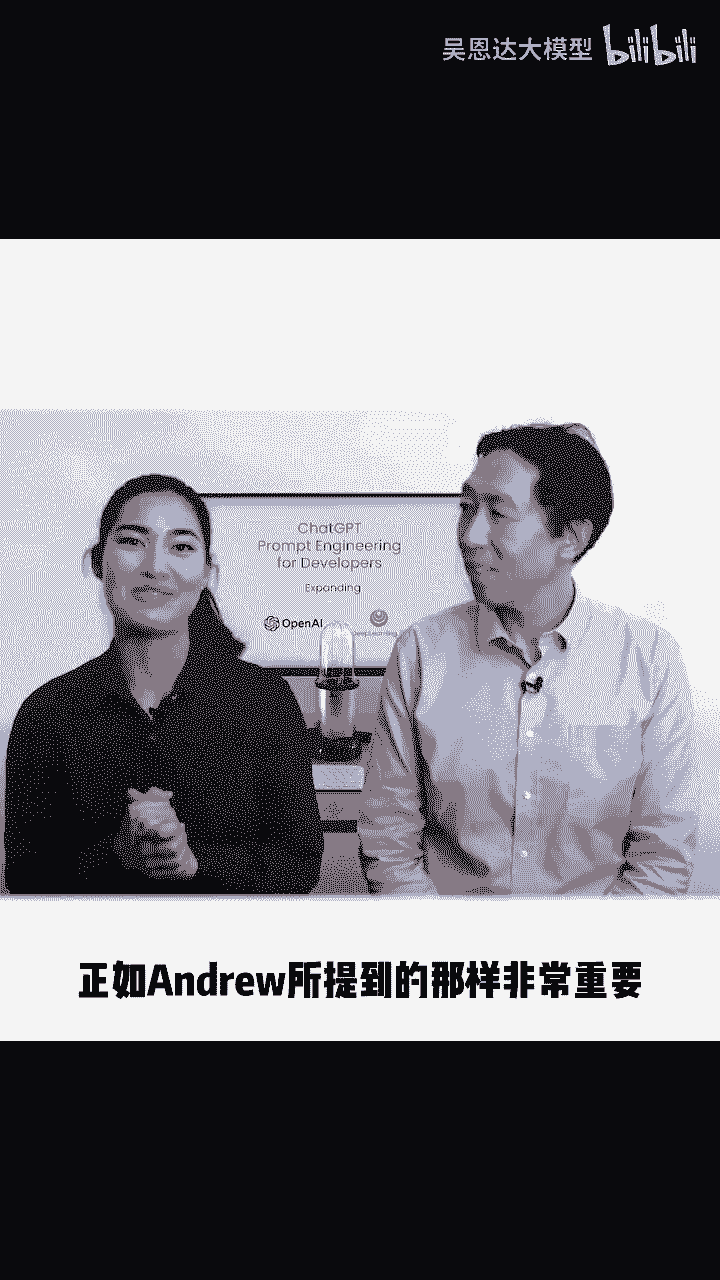 吴恩达大模型 bilibili
ChatGPT
Prompt Engineering
for Developers
Expanding
OpenAI
正如Andrew所提到的那样非常重要